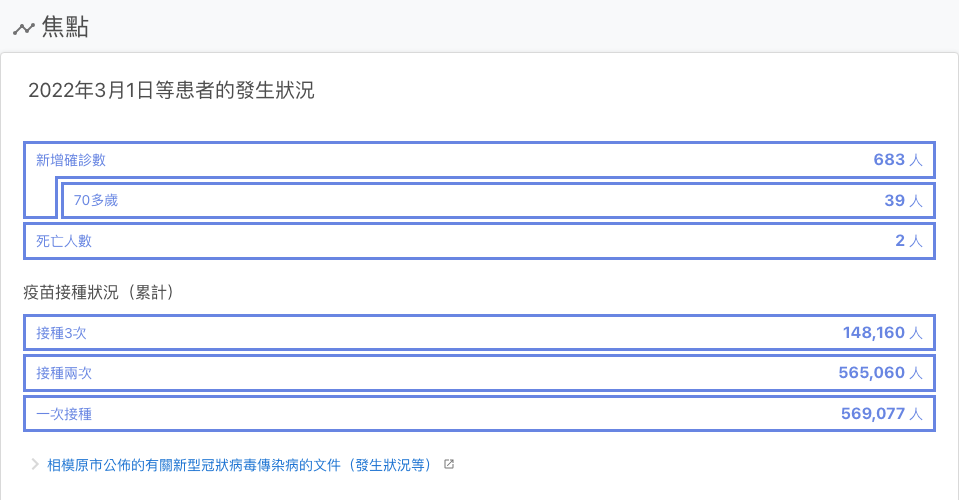 焦點
2022年3月1日等患者的發生狀況
新增確診數 683 人
70多歲 39 人
死亡人數 2 人
疫苗接種狀況（累計）
接種3次 148,160 人
接種兩次 565,060 人
一次接種 569,077 人
相模原市公佈的有關新型冠狀病毒傳染病的文件（發生狀況等）